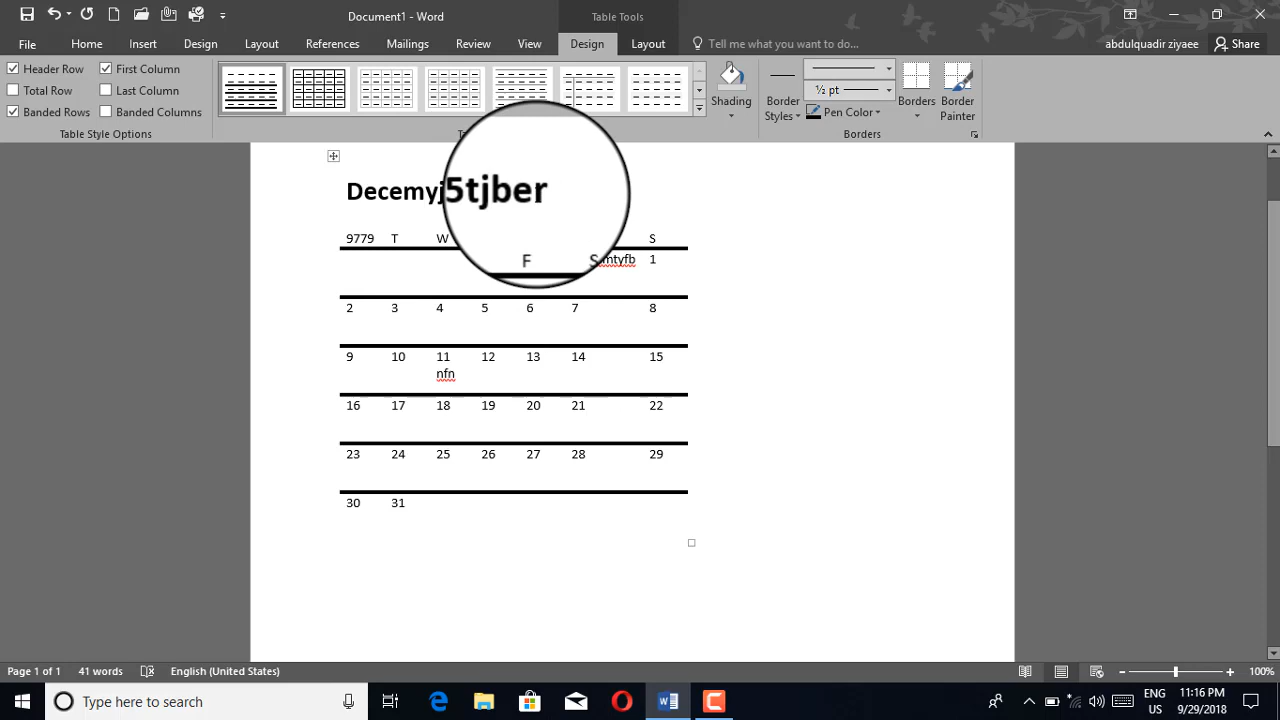 Document1 - Word
Table Tools
File Home Insert Design Layout References Mailings Review View Design Layout Tell me what you want to do... abdulquadir ziyaee Share
Header Row First Column
Total Row Last Column
Banded Rows Banded Columns
Table Style Options
Shading
Border Styles
½ pt
Pen Color
Borders
Border Painter
Borders
Decemyj5tjber
9779 T W F S S
mtyfb 1
2 3 4 5 6 7 8
9 10 11 12 13 14 15
nfn
16 17 18 19 20 21 22
23 24 25 26 27 28 29
30 31
Page 1 of 1 41 words English (United States) 100%
Type here to search
ENG 11:16 PM
US 9/29/2018